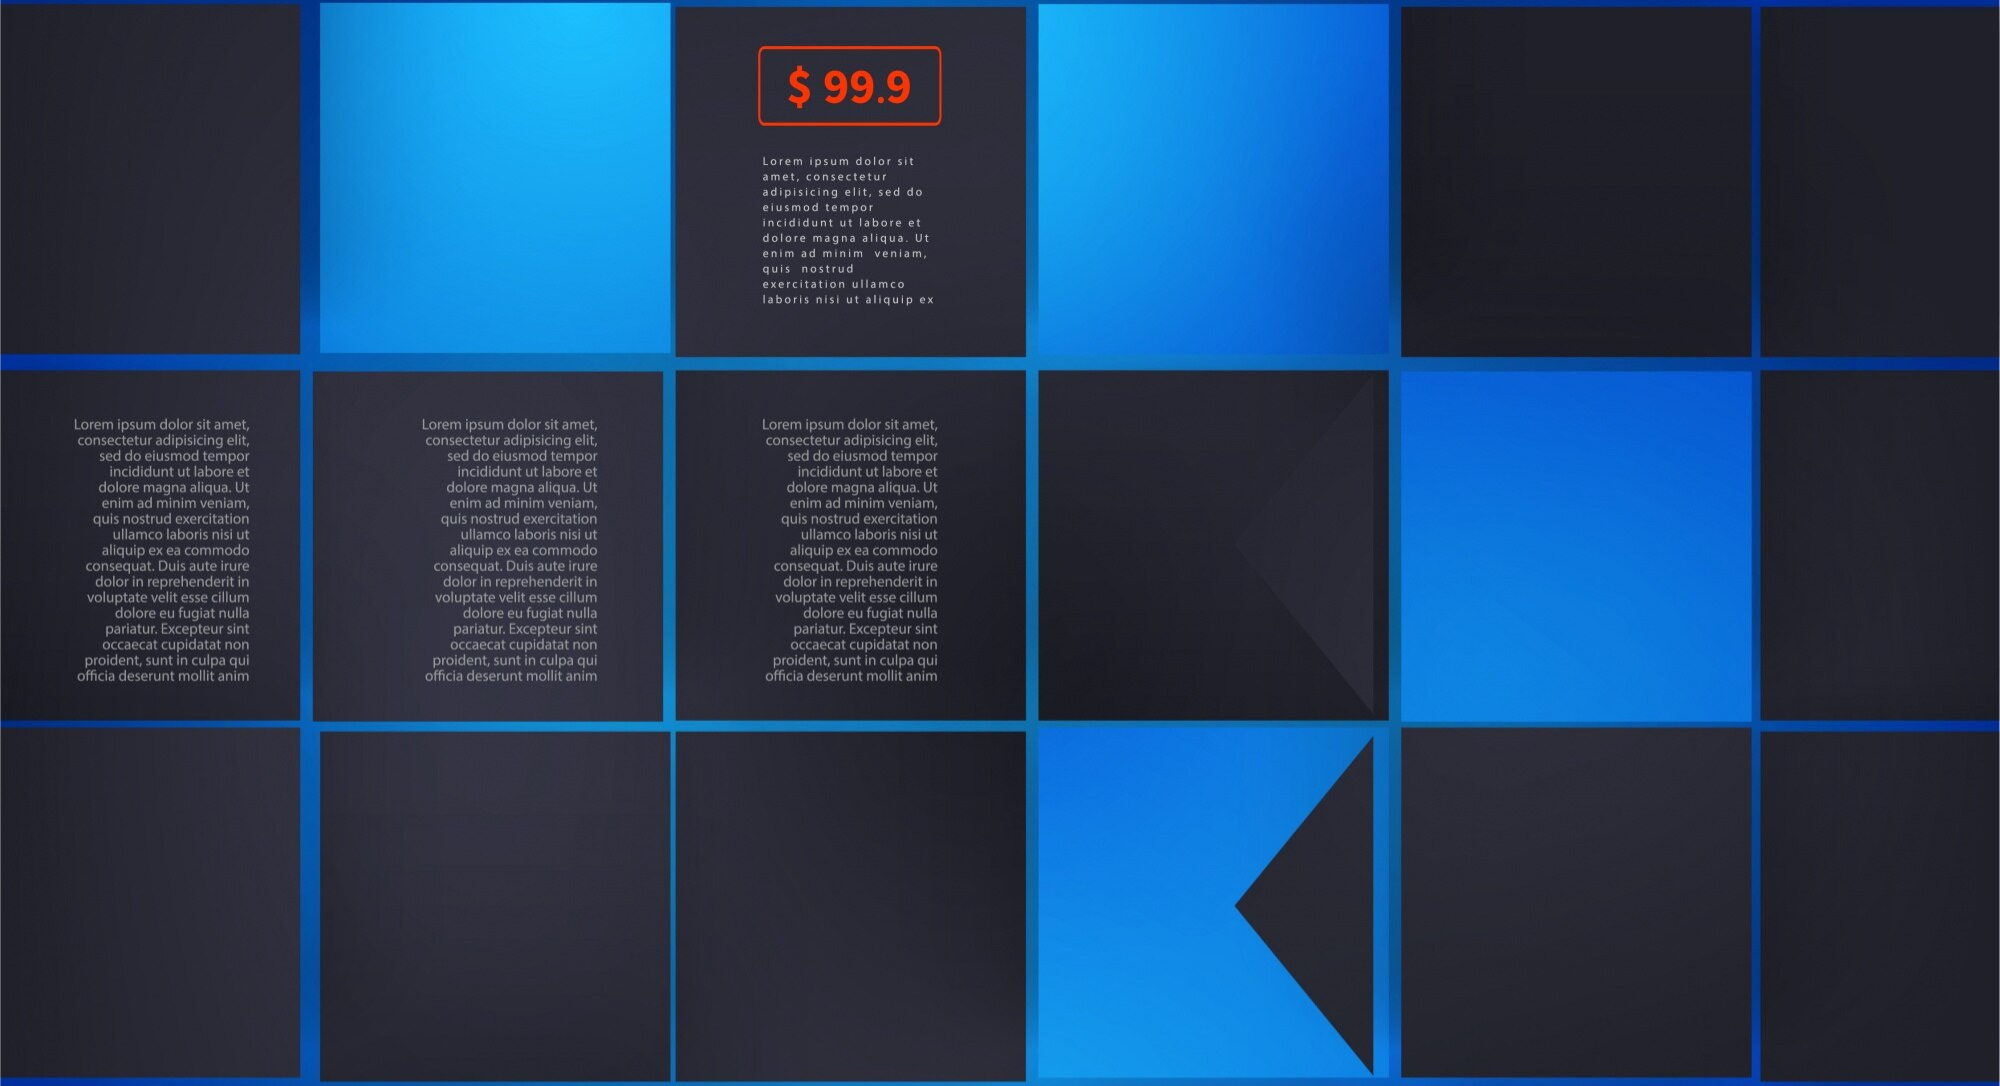 $ 99.9
Lorem ipsum dolor sit
amet, consectetur
adipisicing elit, sed do
eiusmod tempor
incididunt ut labore et
dolore magna aliqua. Ut
enim ad minim  veniam,
quis  nostrud
exercitation ullamco
laboris nisi ut aliquip ex
Lorem ipsum dolor sit amet,
consectetur adipisicing elit,
sed do eiusmod tempor
incididunt ut labore et
dolore magna aliqua. Ut
enim ad minim veniam,
quis nostrud exercitation
ullamco laboris nisi ut
aliquip ex ea commodo
consequat. Duis aute irure
dolor in reprehenderit in
voluptate velit esse cillum
dolore eu fugiat nulla
pariatur. Excepteur sint
occaecat cupidatat non
proident, sunt in culpa qui
officia deserunt mollit anim
Lorem ipsum dolor sit amet,
consectetur adipisicing elit,
sed do eiusmod tempor
incididunt ut labore et
dolore magna aliqua. Ut
enim ad minim veniam,
quis nostrud exercitation
ullamco laboris nisi ut
aliquip ex ea commodo
consequat. Duis aute irure
dolor in reprehenderit in
voluptate velit esse cillum
dolore eu fugiat nulla
pariatur. Excepteur sint
occaecat cupidatat non
proident, sunt in culpa qui
officia deserunt mollit anim
Lorem ipsum dolor sit amet,
consectetur adipisicing elit,
sed do eiusmod tempor
incididunt ut labore et
dolore magna aliqua. Ut
enim ad minim veniam,
quis nostrud exercitation
ullamco laboris nisi ut
aliquip ex ea commodo
consequat. Duis aute irure
dolor in reprehenderit in
voluptate velit esse cillum
dolore eu fugiat nulla
pariatur. Excepteur sint
occaecat cupidatat non
proident, sunt in culpa qui
officia deserunt mollit anim